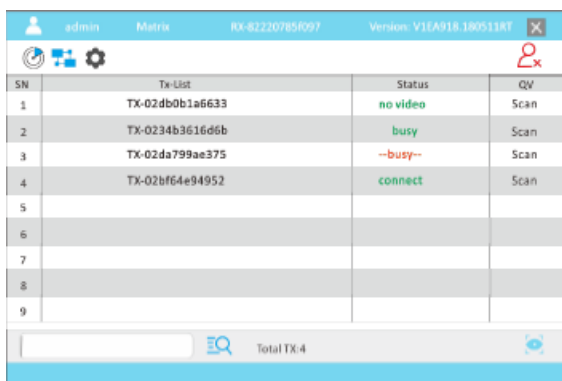 admin Matrix RX-82220785f097 Version: V1EA918.180511RT
SN Tx-List Status QV
1 TX-02db0b1a6633 no video Scan
2 TX-0234b3616d6b busy Scan
3 TX-02da799ae375 --busy-- Scan
4 TX-02bf64e94952 connect Scan
5
6
7
8
9
Total TX:4